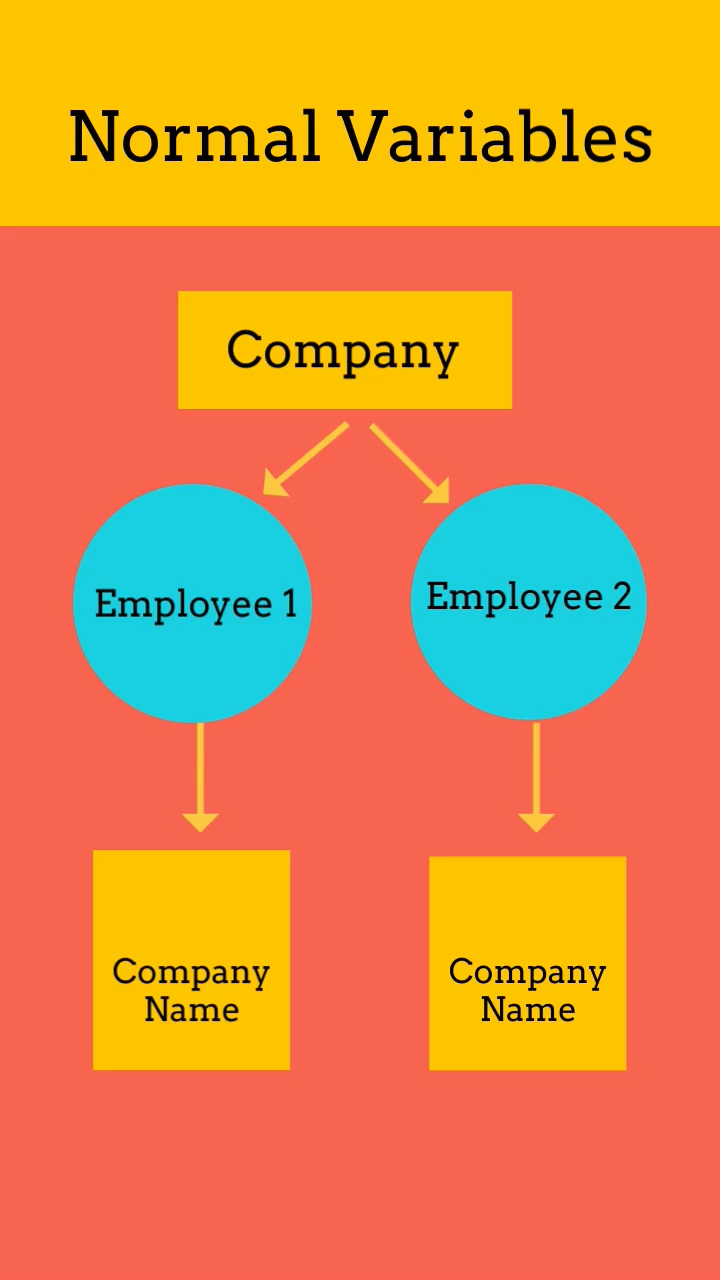 Normal Variables
Company
Employee 1
Employee 2
Company
Name
Company
Name